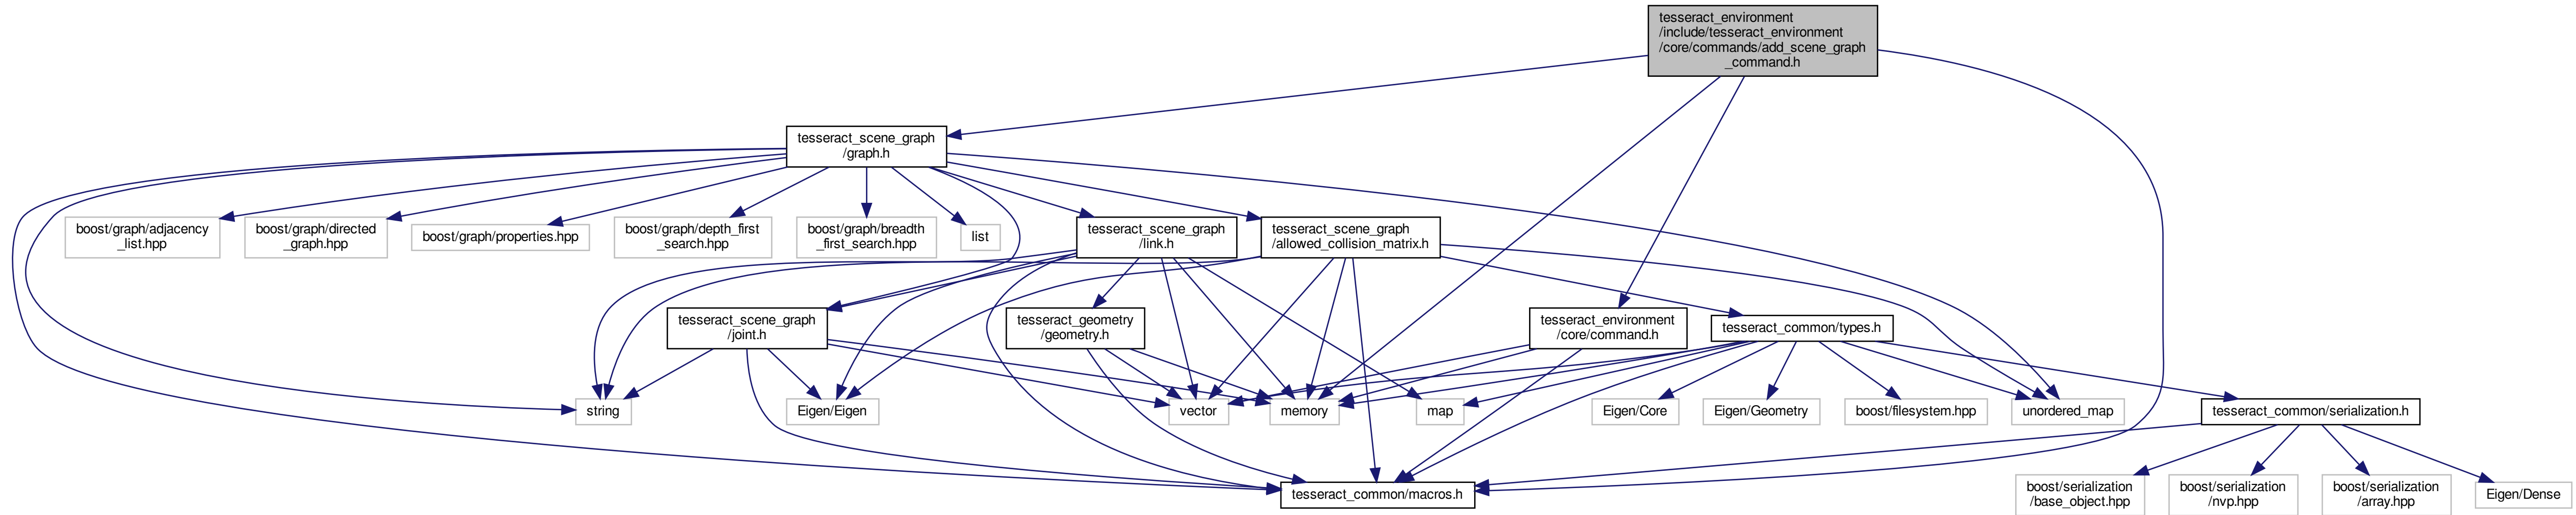 tesseract_environment
/include/tesseract_environment
/core/commands/add_scene_graph
_command.h
tesseract_scene_graph
/graph.h
boost/graph/adjacency
_list.hpp
boost/graph/directed
_graph.hpp
boost/graph/properties.hpp
boost/graph/depth_first
_search.hpp
boost/graph/breadth
_first_search.hpp
list
tesseract_scene_graph
/link.h
tesseract_scene_graph
/allowed_collision_matrix.h
tesseract_scene_graph
/joint.h
tesseract_geometry
/geometry.h
tesseract_environment
/core/command.h
tesseract_common/types.h
string
Eigen/Eigen
vector
memory
map
Eigen/Core
Eigen/Geometry
boost/filesystem.hpp
unordered_map
tesseract_common/serialization.h
tesseract_common/macros.h
boost/serialization
/base_object.hpp
boost/serialization
/nvp.hpp
boost/serialization
/array.hpp
Eigen/Dense